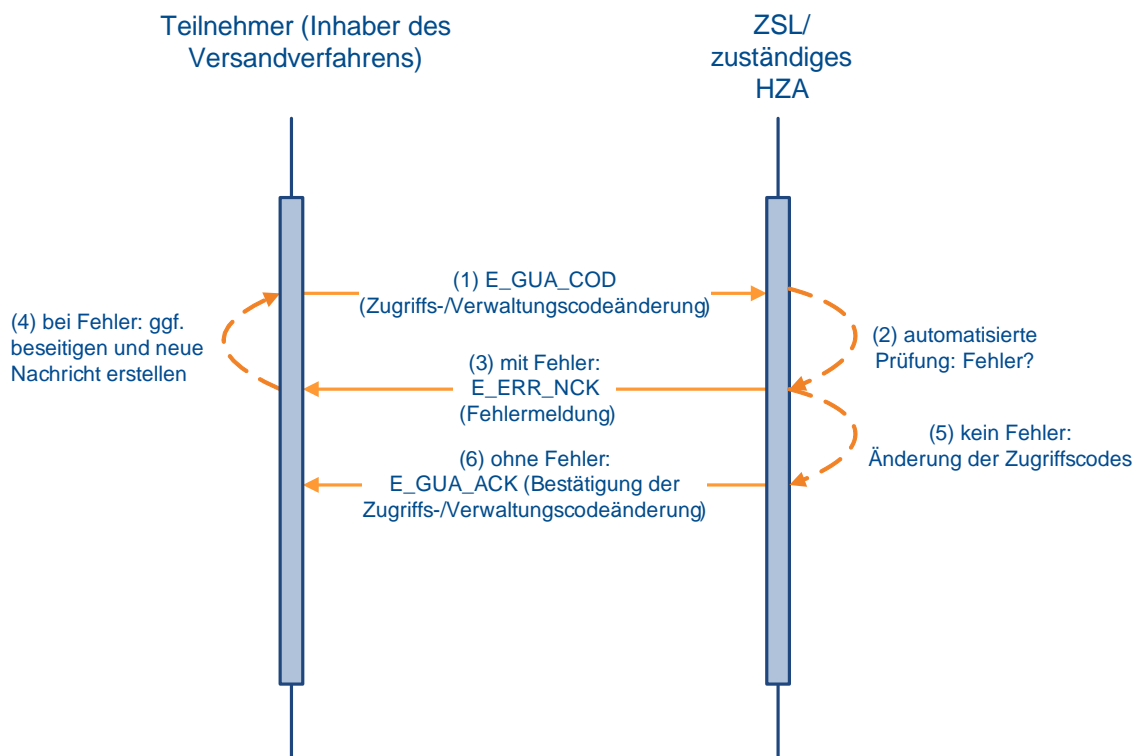 Teilnehmer (Inhaber des
Versandverfahrens)
ZSL/
zuständiges
HZA
(1) E_GUA_COD
(Zugriffs-/Verwaltungscodeänderung)
(4) bei Fehler: ggf.
beseitigen und neue
Nachricht erstellen
(2) automatisierte
Prüfung: Fehler?
(3) mit Fehler:
E_ERR_NCK
(Fehlermeldung)
(5) kein Fehler:
Änderung der Zugriffscodes
(6) ohne Fehler:
E_GUA_ACK (Bestätigung der
Zugriffs-/Verwaltungscodeänderung)